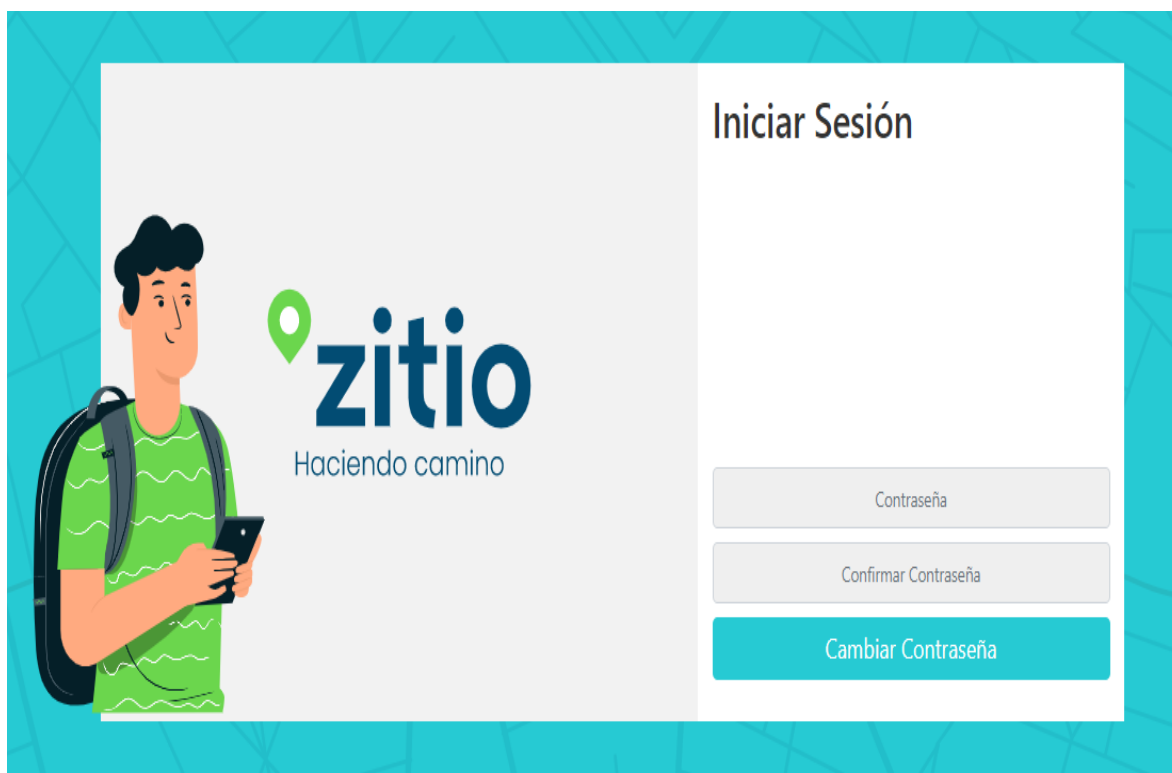 Iniciar Sesión
zitio
Haciendo camino
Contraseña
Confirmar Contraseña
Cambiar Contraseña